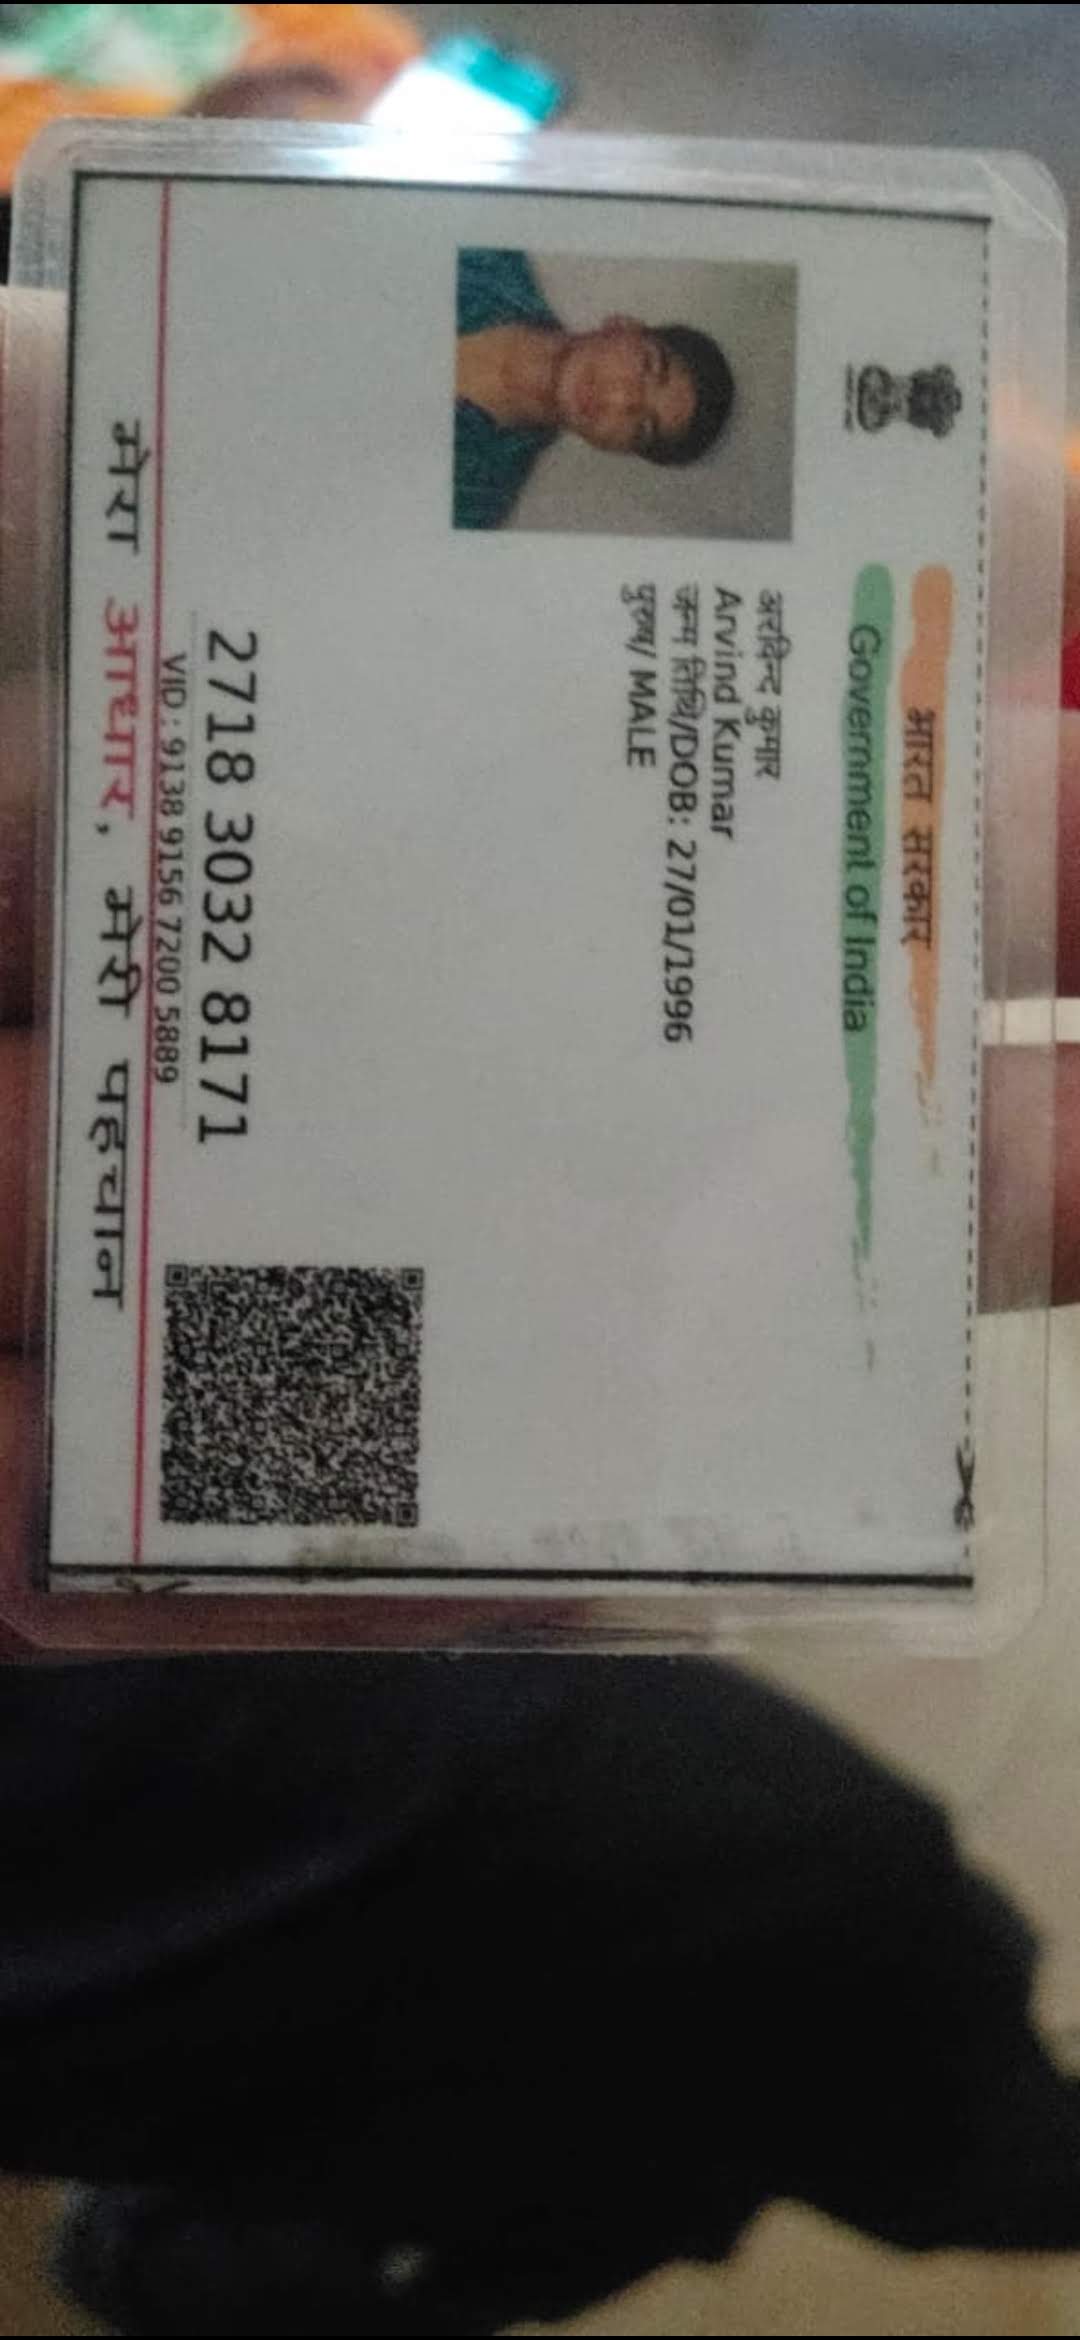 भारत सरकार
Government of India
अरविन्द कुमार
Arvind Kumar
जन्म तिथि/DOB: 27/01/1996
पुरुष/ MALE
2718 3032 8171
VID: 9138 9156 7200 5889
मेरा आधार, मेरी पहचान